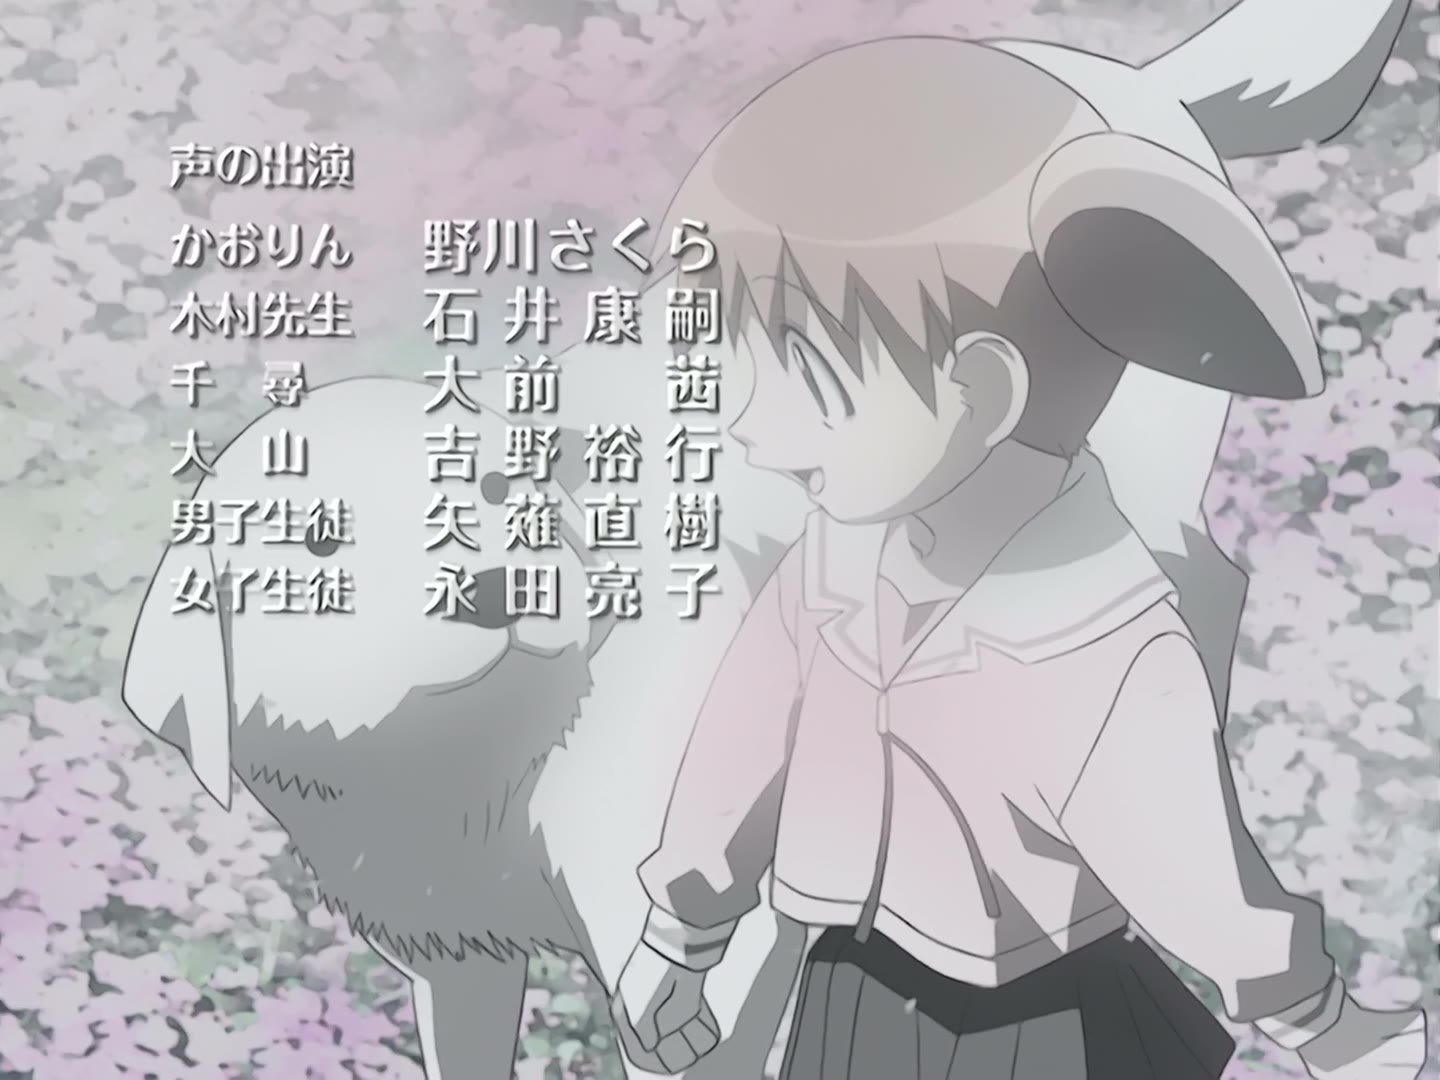 声の出演
かおりん 野川さくら
木村先生 石井康嗣
千尋 大前茜
大山 吉野裕行
男子生徒 矢薙直樹
女子生徒 永田亮子